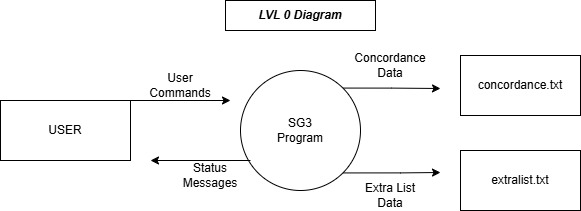 LVL 0 Diagram
Concordance
Data
User
Commands
concordance.txt
SG3
Program
USER
Status
Messages
Extra List
Data
extralist.txt